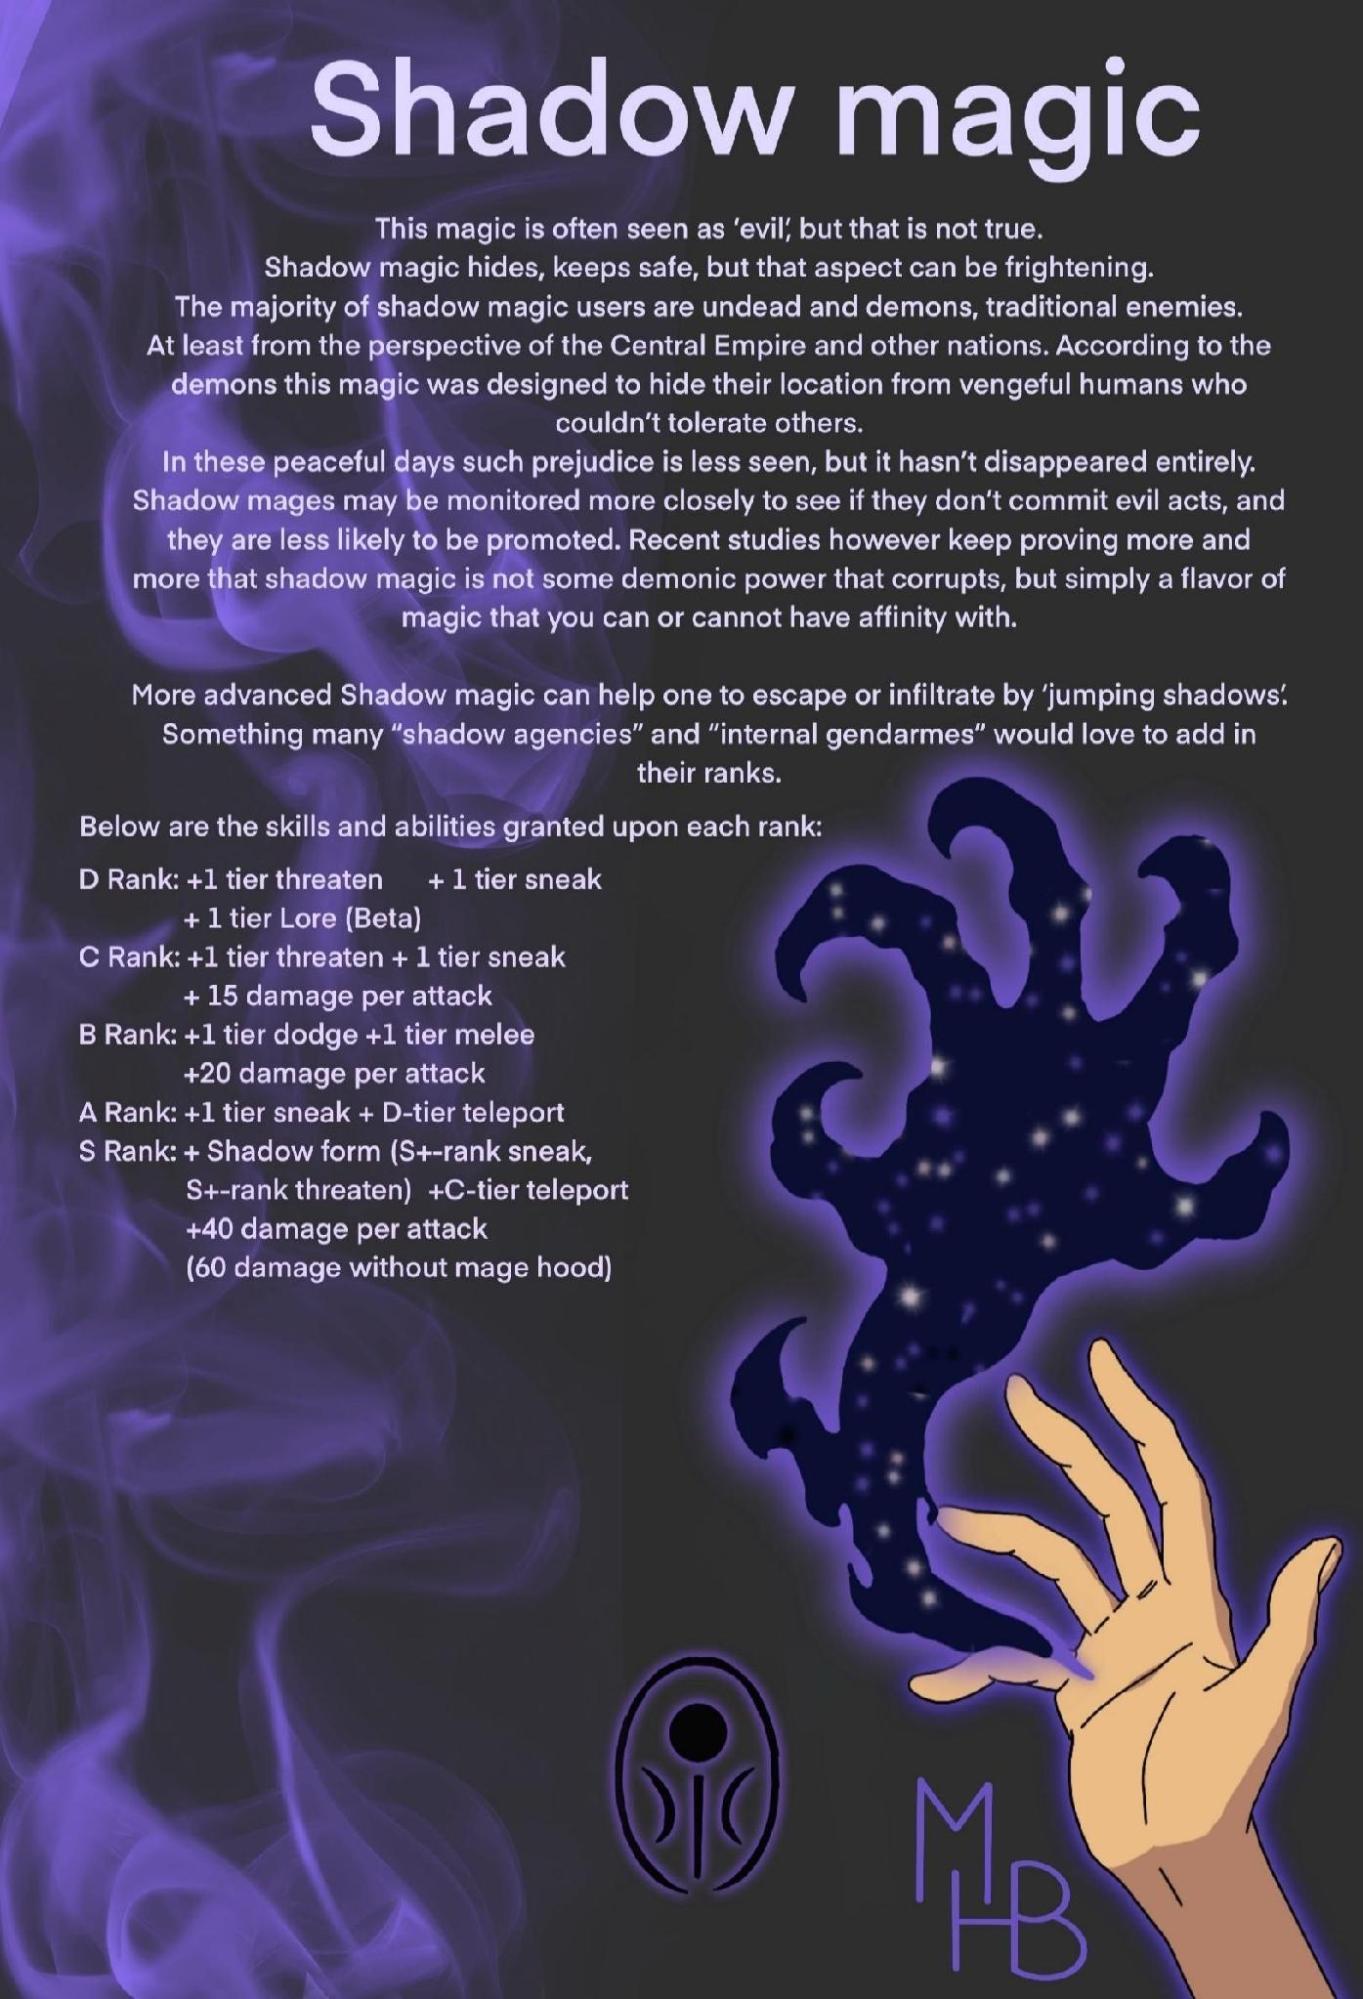 Shadow magic
This magic is often seen as ‘evil’, but that is not true.
Shadow magic hides, keeps safe, but that aspect can be frightening.
The majority of shadow magic users are undead and demons, traditional enemies.
At least from the perspective of the Central Empire and other nations. According to the
demons this magic was designed to hide their location from vengeful humans who
couldn’t tolerate others.
In these peaceful days such prejudice is less seen, but it hasn’t disappeared entirely.
Shadow mages may be monitored more closely to see if they don’t commit evil acts, and
they are less likely to be promoted. Recent studies however keep proving more and
more that shadow magic is not some demonic power that corrupts, but simply a flavor of
magic that you can or cannot have affinity with.
More advanced Shadow magic can help one to escape or infiltrate by ‘jumping shadows’.
Something many “shadow agencies” and “internal gendarmes” would love to add in
their ranks.
Below are the skills and abilities granted upon each rank:
D Rank: +1 tier threaten + 1 tier sneak
+ 1 tier Lore (Beta)
C Rank: +1 tier threaten + 1 tier sneak
+ 15 damage per attack
B Rank: +1 tier dodge +1 tier melee
+20 damage per attack
A Rank: +1 tier sneak + D-tier teleport
S Rank: + Shadow form (S+-rank sneak,
S+-rank threaten) +C-tier teleport
+40 damage per attack
(60 damage without mage hood)
MHB